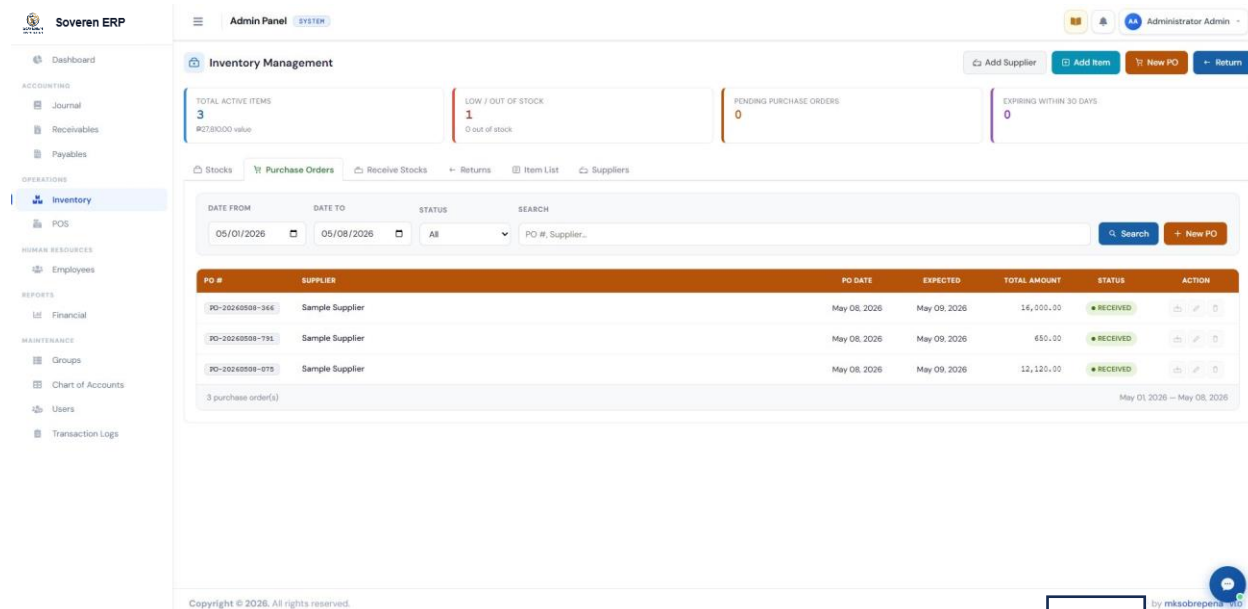 Soveren ERP
Admin Panel SYSTEM
AA Administrator Admin
Dashboard
ACCOUNTING
Journal
Receivables
Payables
OPERATIONS
Inventory
POS
HUMAN RESOURCES
Employees
REPORTS
Financial
MAINTENANCE
Groups
Chart of Accounts
Users
Transaction Logs
Inventory Management
Add Supplier
Add Item
New PO
← Return
TOTAL ACTIVE ITEMS
3
₱27,810.00 value
LOW / OUT OF STOCK
1
0 out of stock
PENDING PURCHASE ORDERS
0
EXPIRING WITHIN 30 DAYS
0
Stocks Purchase Orders Receive Stocks ← Returns Item List Suppliers
DATE FROM DATE TO STATUS SEARCH
05/01/2026 05/08/2026 All PO #, Supplier... Search + New PO
PO # SUPPLIER PO DATE EXPECTED TOTAL AMOUNT STATUS ACTION
PO-20260508-366 Sample Supplier May 08, 2026 May 09, 2026 16,000.00 RECEIVED
PO-20260508-791 Sample Supplier May 08, 2026 May 09, 2026 650.00 RECEIVED
PO-20260508-075 Sample Supplier May 08, 2026 May 09, 2026 12,120.00 RECEIVED
3 purchase order(s) May 01, 2026 — May 08, 2026
Copyright © 2026. All rights reserved. by mksobrepena